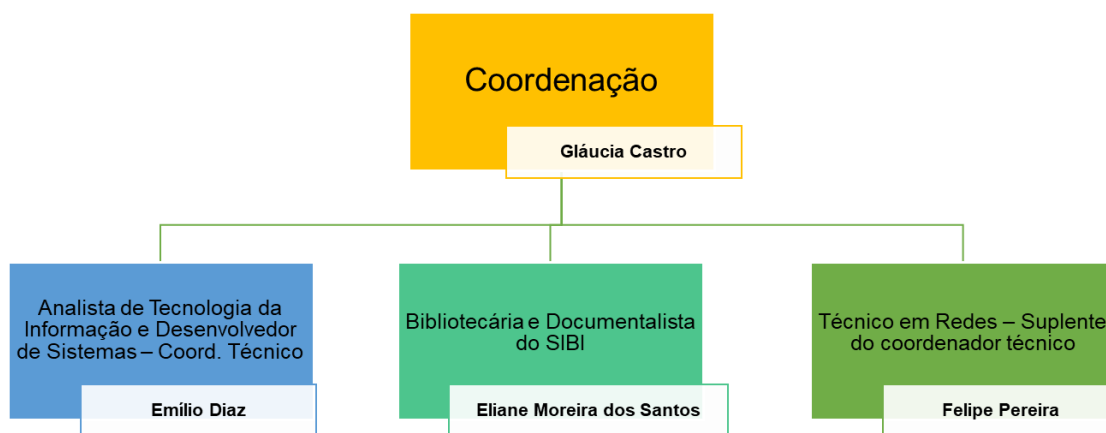 Coordenação
Gláucia Castro
Analista de Tecnologia da
Informação e Desenvolvedor
de Sistemas – Coord. Técnico
Emílio Diaz
Bibliotecária e Documentalista
do SIBI
Eliane Moreira dos Santos
Técnico em Redes – Suplente
do coordenador técnico
Felipe Pereira